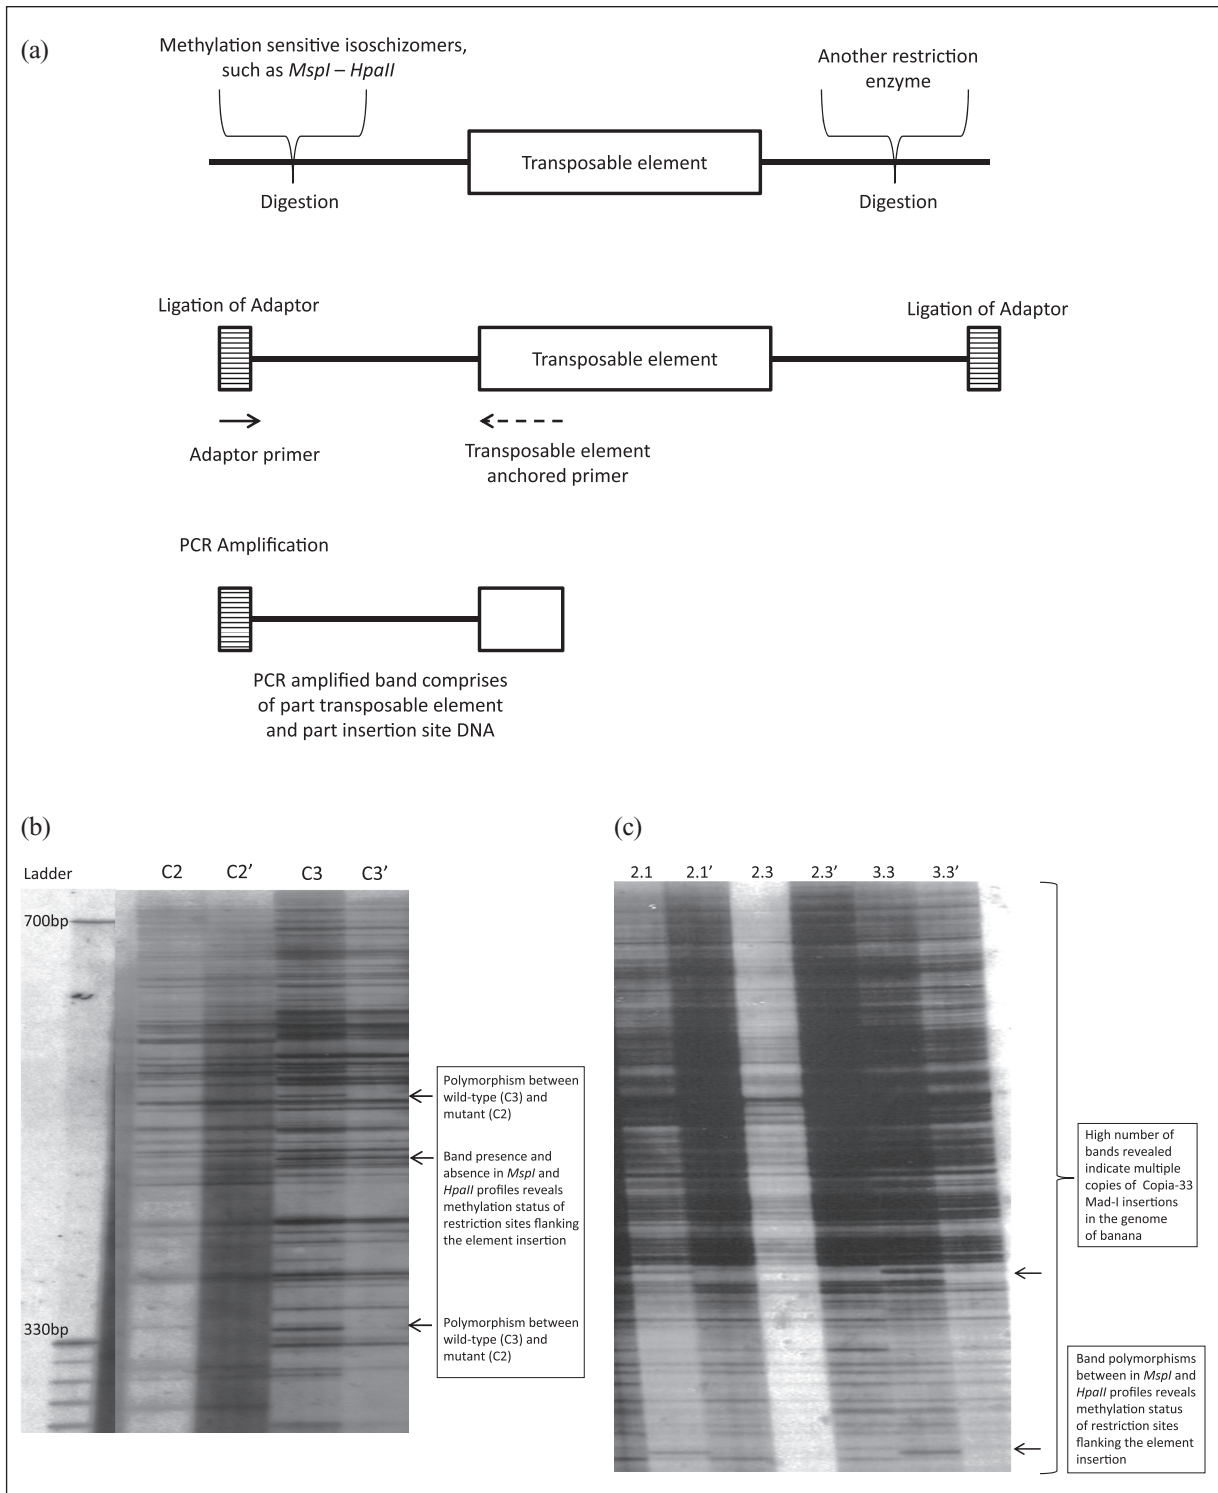 (a)
Methylation sensitive isoschizomers,
such as MspI – HpaII
Another restriction
enzyme
Transposable element
Digestion
Digestion
Ligation of Adaptor
Ligation of Adaptor
Transposable element
Adaptor primer
Transposable element
anchored primer
PCR Amplification
PCR amplified band comprises
of part transposable element
and part insertion site DNA
(b)
Ladder C2 C2’ C3 C3’
700bp
330bp
Polymorphism between
wild-type (C3) and
mutant (C2)
Band presence and
absence in MspI and
HpaII profiles reveals
methylation status of
restriction sites flanking
the element insertion
Polymorphism between
wild-type (C3) and
mutant (C2)
(c)
2.1 2.1’ 2.3 2.3’ 3.3 3.3’
High number of
bands revealed
indicate multiple
copies of Copia-33
Mad-I insertions
in the genome
of banana
Band polymorphisms
between in MspI and
HpaII profiles reveals
methylation status
of restriction sites
flanking the element
insertion